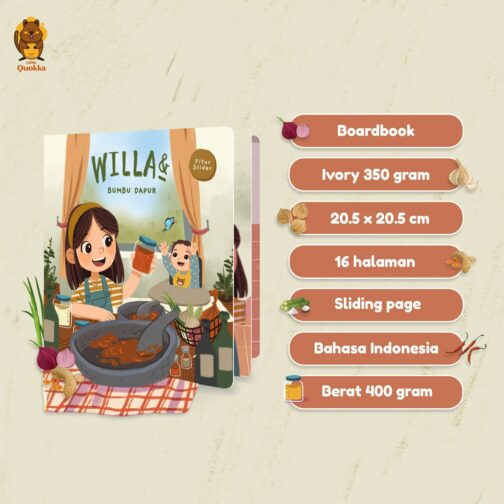 Little
Quokka
WILLA &
BUMBU DAPUR
Fitur
Slider
Boardbook
Ivory 350 gram
20.5 x 20.5 cm
16 halaman
Sliding page
Bahasa Indonesia
Berat 400 gram